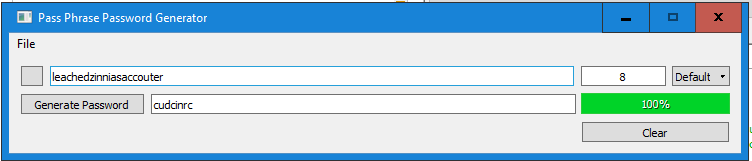 Pass Phrase Password Generator
File
leachedzinniasaccouter 8 Default
Generate Password cudcinrc 100%
Clear